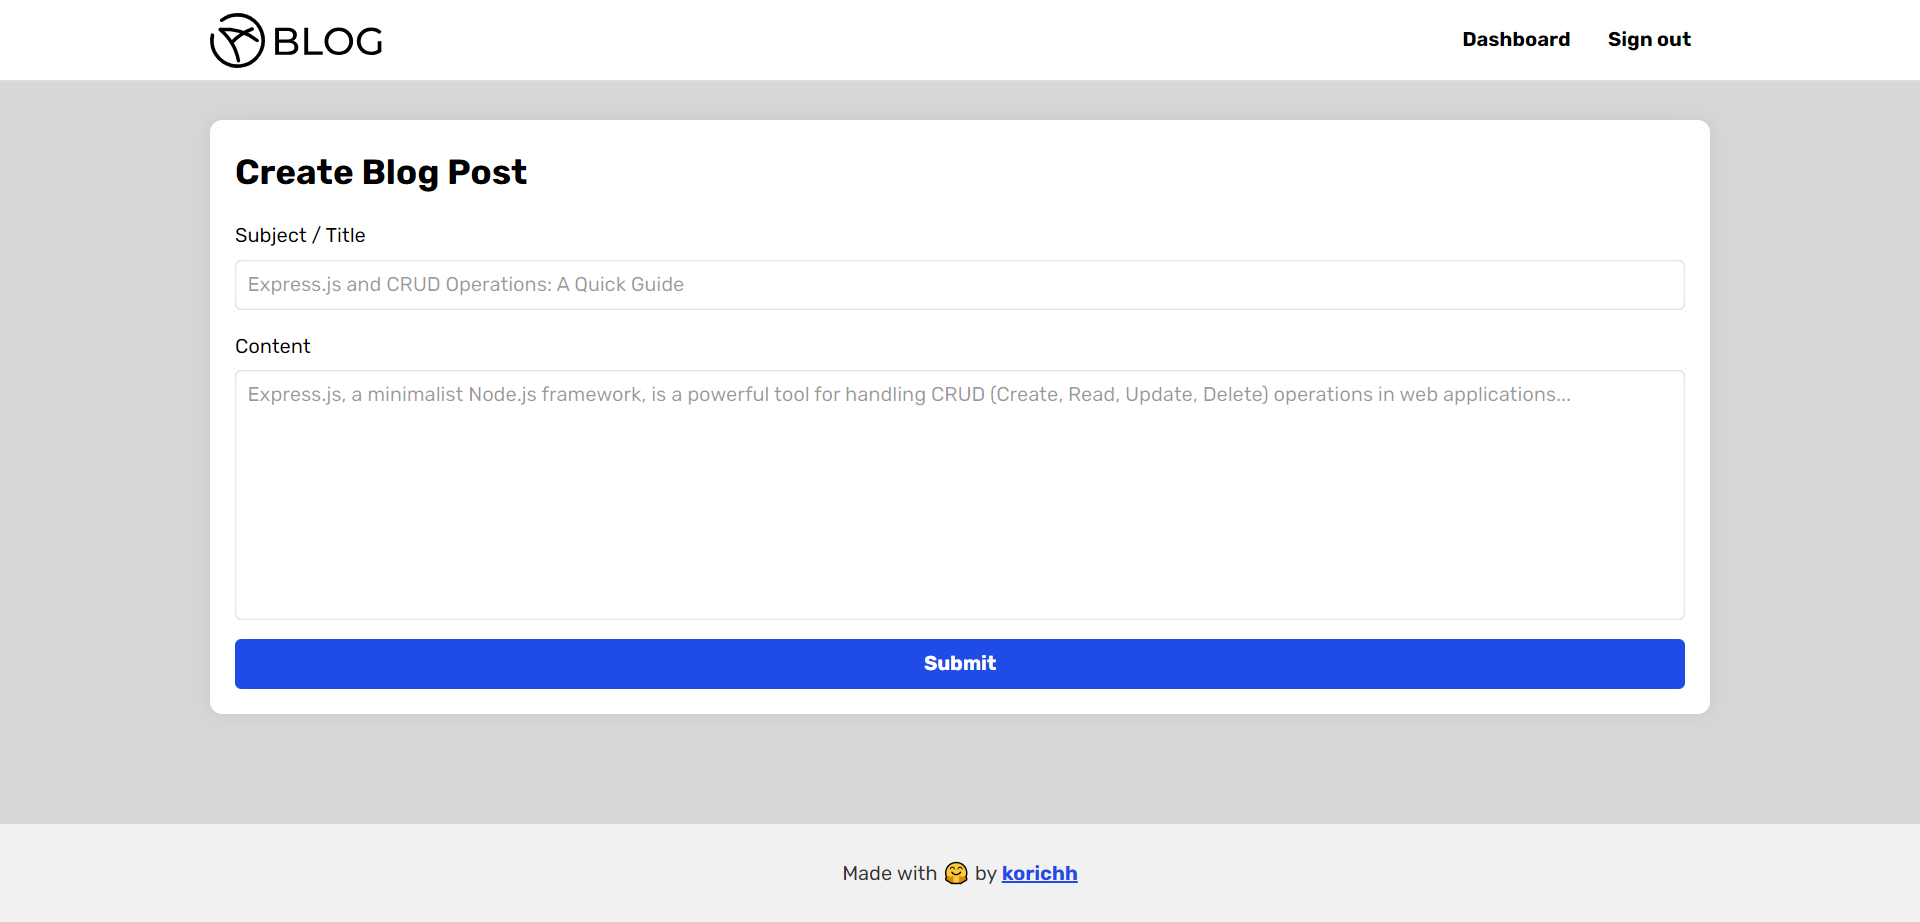 BLOG
Dashboard Sign out
Create Blog Post
Subject / Title
Express.js and CRUD Operations: A Quick Guide
Content
Express.js, a minimalist Node.js framework, is a powerful tool for handling CRUD (Create, Read, Update, Delete) operations in web applications...
Submit
Made with 🤗 by korichh